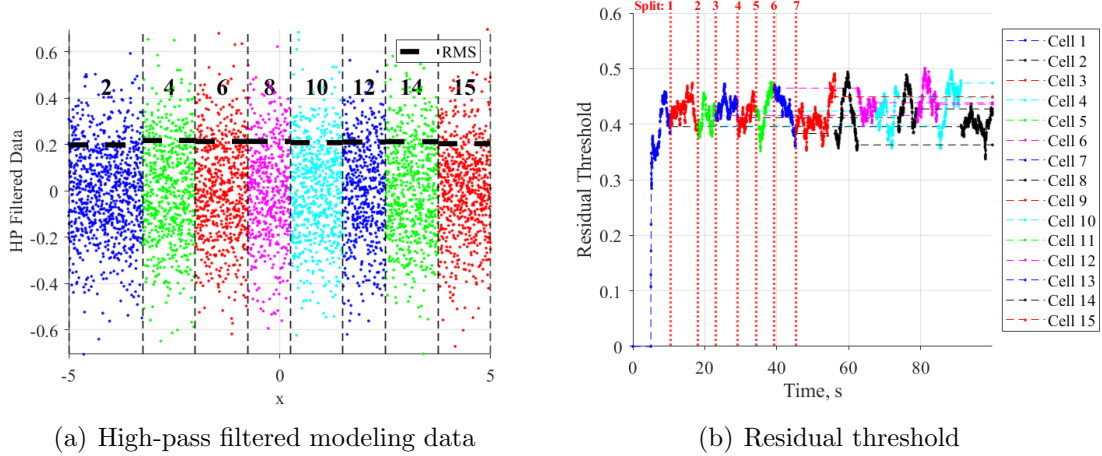 0.6
0.4
0.2
0
-0.2
-0.4
-0.6
HP Filtered Data
2 4 6 8 10 12 14 15
RMS
-5 0 5
x
(a) High-pass filtered modeling data
Split: 1 2 3 4 5 6 7
0.6
0.5
0.4
0.3
0.2
0.1
0
Residual Threshold
0 20 40 60 80
Time, s
Cell 1
Cell 2
Cell 3
Cell 4
Cell 5
Cell 6
Cell 7
Cell 8
Cell 9
Cell 10
Cell 11
Cell 12
Cell 13
Cell 14
Cell 15
(b) Residual threshold